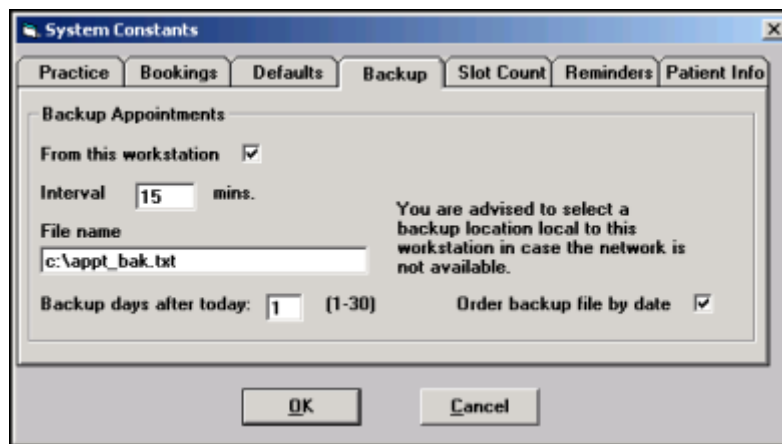 System Constants
Practice Bookings Defaults Backup Slot Count Reminders Patient Info
Backup Appointments
From this workstation
Interval 15 mins.
File name
c:\appt_bak.txt
You are advised to select a
backup location local to this
workstation in case the network is
not available.
Backup days after today: 1 (1-30) Order backup file by date
OK Cancel